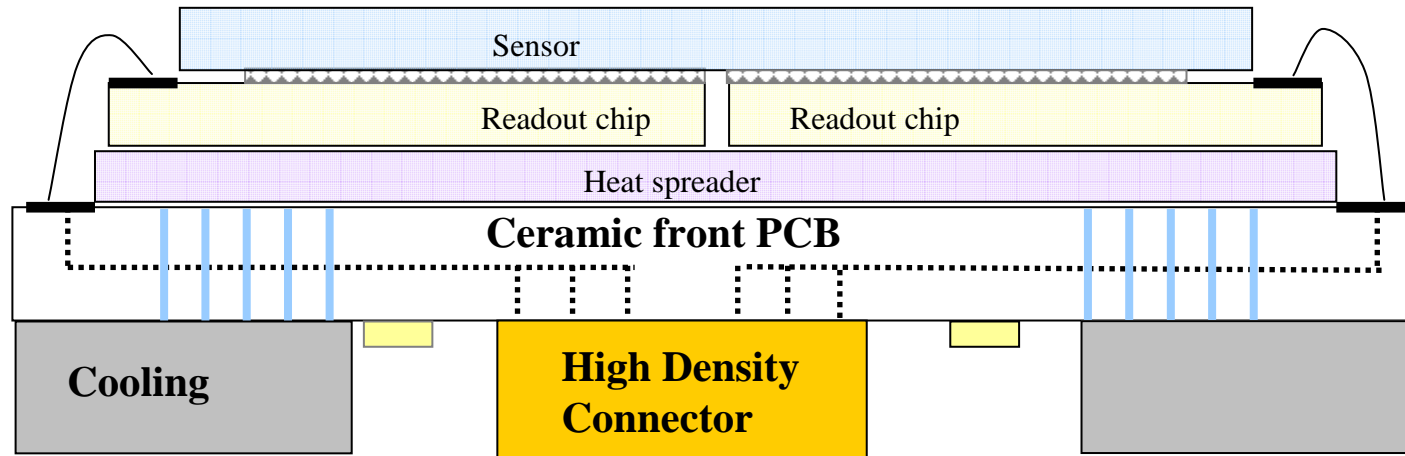 Sensor
Readout chip
Readout chip
Heat spreader
Ceramic front PCB
Cooling
High Density
Connector